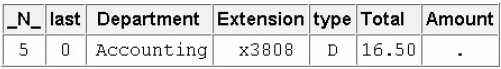 _N_ last Department Extension type Total Amount
5 0 Accounting x3808 D 16.50 .